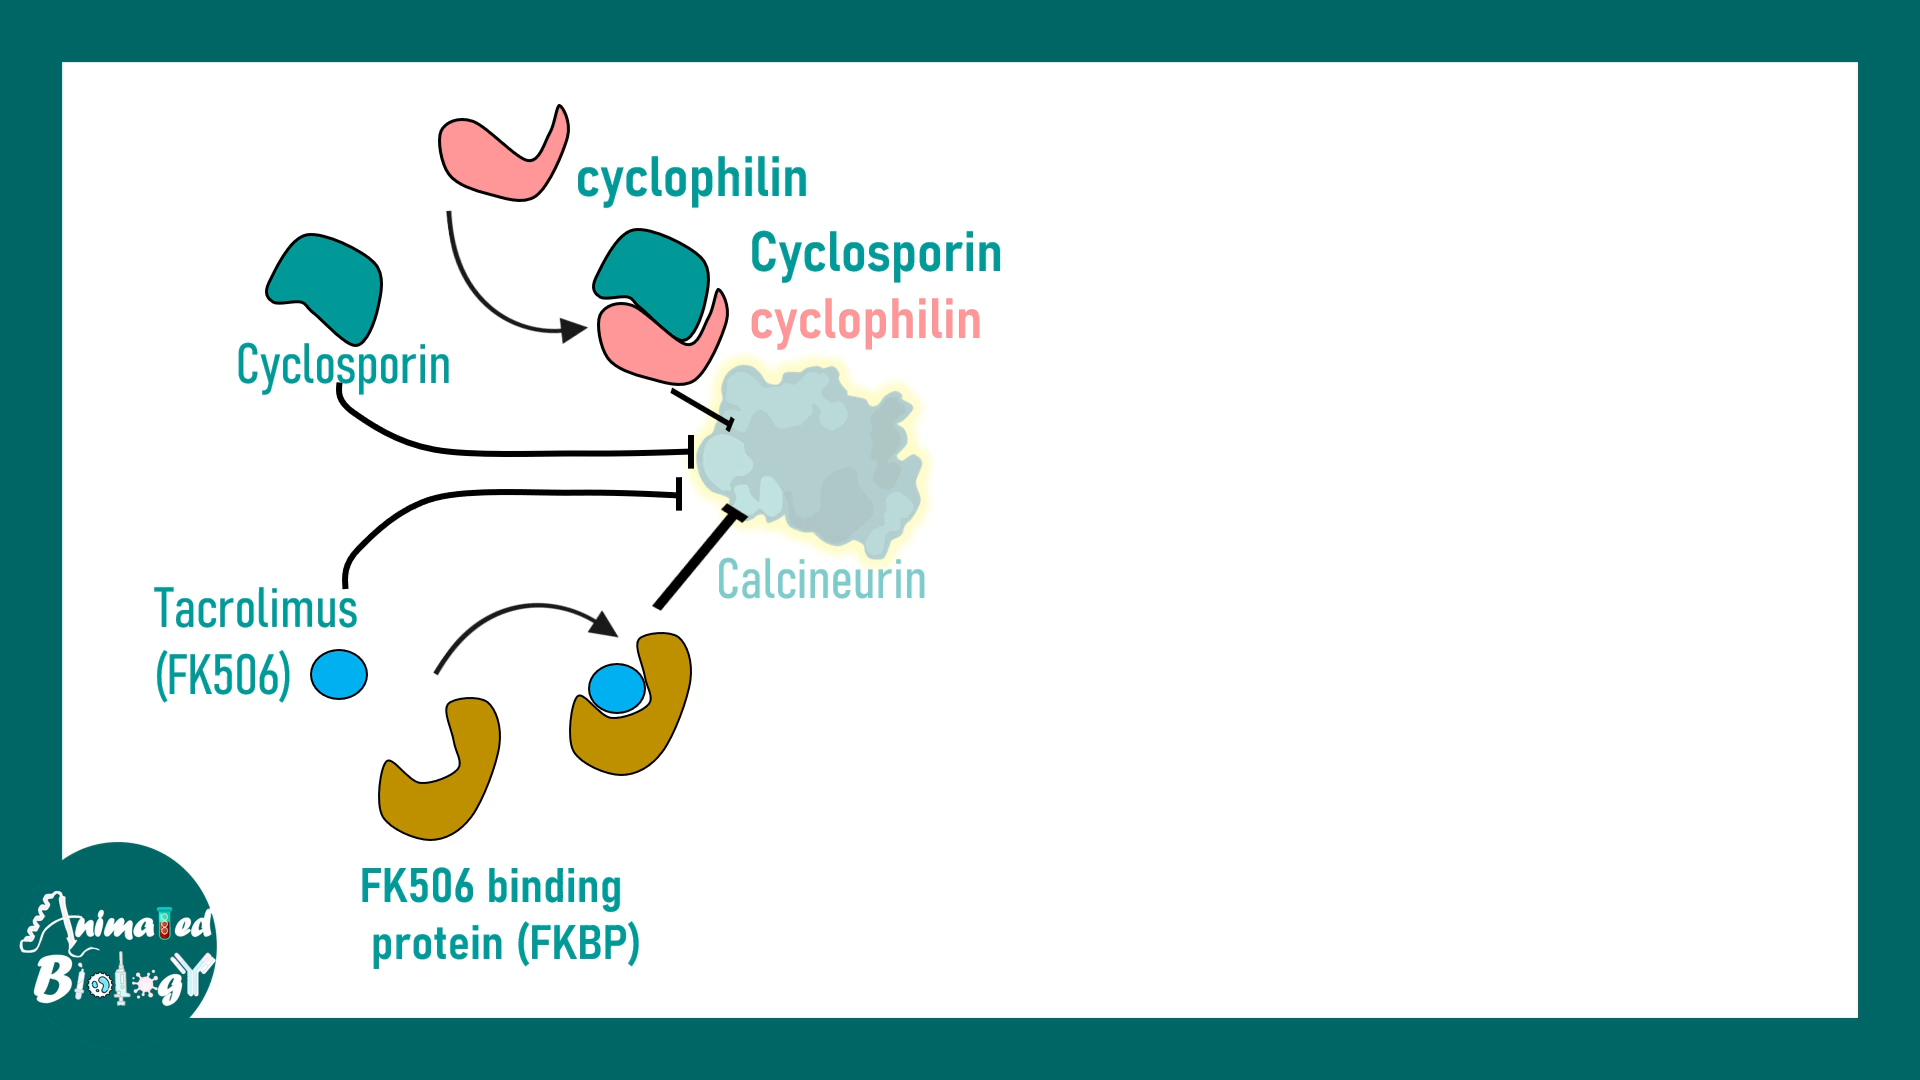 cyclophilin
Cyclosporin
cyclophilin
Cyclosporin
Calcineurin
Tacrolimus
(FK506)
FK506 binding
protein (FKBP)
Animated
Biology